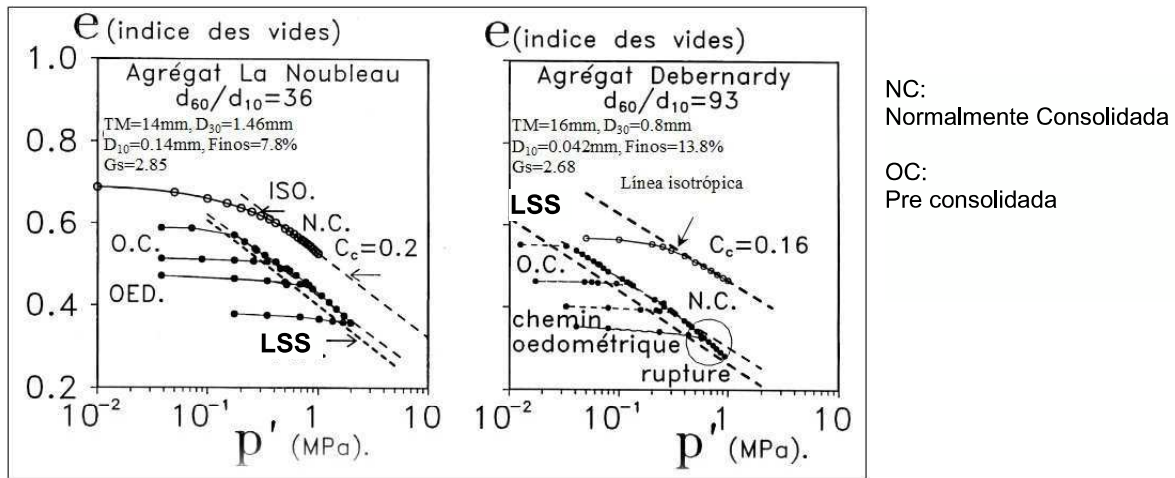 e (indice des vides)
1.0
0.8
0.6
0.4
0.2
Agrégat La Noubleau
d60/d10=36
TM=14mm, D30=1.46mm
D10=0.14mm, Finos=7.8%
Gs=2.85
ISO.
N.C.
O.C.
Cc=0.2
OED.
LSS
10-2
10-1
1
10
p' (MPa).
e (indice des vides)
Agrégat Debernardy
d60/d10=93
TM=16mm, D30=0.8mm
D10=0.042mm, Finos=13.8%
Gs=2.68
Línea isotrópica
LSS
Cc=0.16
O.C.
N.C.
chemin
oedométrique
rupture
10-2
10-1
1
10
p' (MPa).
NC:
Normalmente Consolidada
OC:
Pre consolidada